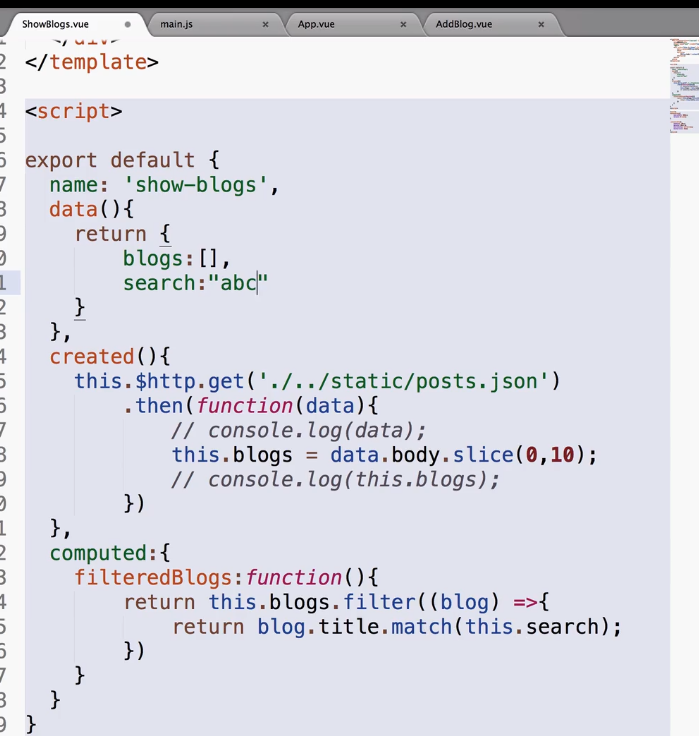 ShowBlogs.vue main.js × App.vue × AddBlog.vue ×
2 </template>
3
4 <script>
5
6 export default {
7 name: 'show-blogs',
8 data(){
9 return {
0 blogs:[],
1 search:"abc"
2 }
3 },
4 created(){
5 this.$http.get('./../static/posts.json')
6 .then(function(data){
7 // console.log(data);
8 this.blogs = data.body.slice(0,10);
9 // console.log(this.blogs);
0 })
1 },
2 computed:{
3 filteredBlogs:function(){
4 return this.blogs.filter((blog) =>{
5 return blog.title.match(this.search);
6 })
7 }
8 }
9 }